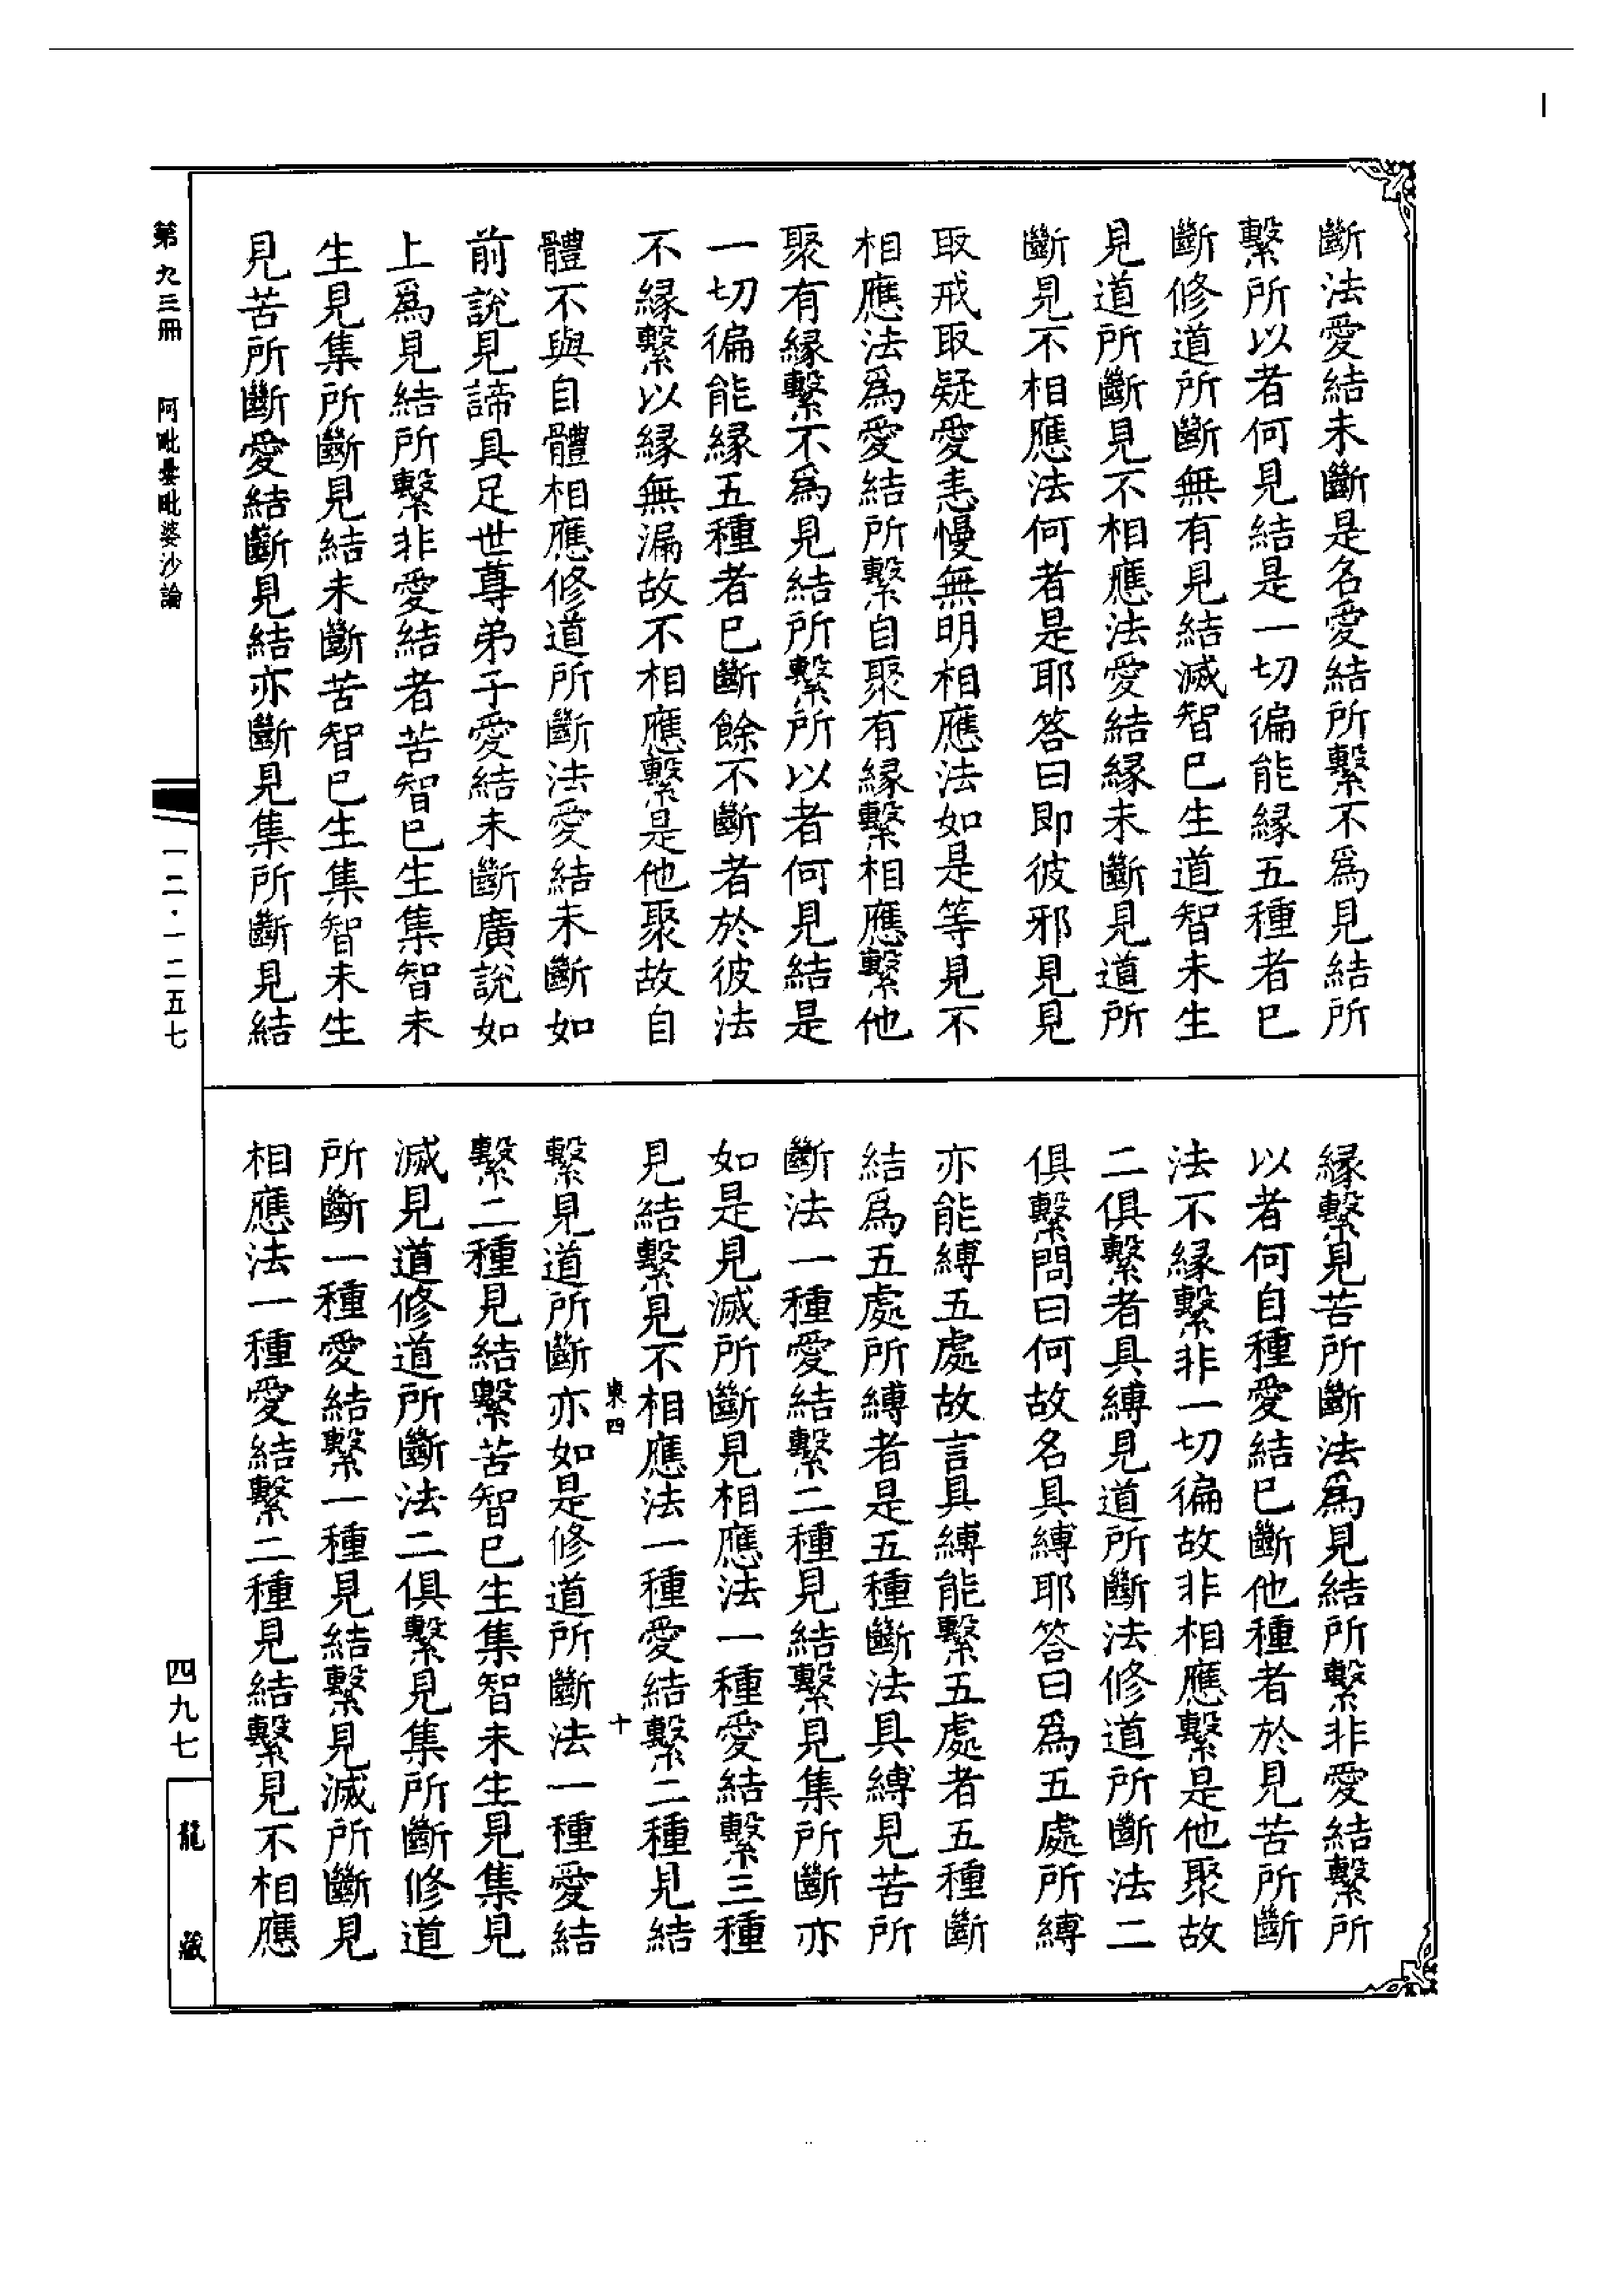 斷法愛結未斷是名愛結所繫不爲見結所
繫所以者何見結是一切徧能緣五種者已
斷修道所斷無有見結滅智已生道智未生
見道所斷見不相應法愛結緣未斷見道所
斷見不相應法何者是耶答曰即彼邪見見
取戒取疑愛恚慢無明相應法如是等見不
相應法爲愛結所繫自聚有緣繫相應繫他
聚有緣繫不爲見結所繫所以者何見結是
一切徧能緣五種者已斷餘不斷者於彼法
不緣繫以緣無漏故不相應繫是他聚故自
體不與自體相應修道所斷法愛結未斷如
前說見諦具足世尊弟子愛結未斷廣說如
上爲見結所繫非愛結者苦智已生集智未
生見集所斷見結未斷苦智已生集智未生
見苦所斷愛結斷見結亦斷見集所斷見結
緣繫見苦所斷法爲見結所繫非愛結繫所
以者何自種愛結已斷他種者於見苦所斷
法不緣繫非一切徧故非相應繫是他聚故
二俱繫者具縛見道所斷法修道所斷法二
俱繫問曰何故名具縛耶答曰爲五處所縛
亦能縛五處故言具縛能繫五處者五種斷
結爲五處所縛者是五種斷法具縛見苦所
斷法一種愛結繫二種見結繫見集所斷亦
如是見滅所斷見相應法一種愛結繫三種
見結繫見不相應法一種愛結繫二種見結
繫見道所斷亦如是修道所斷法一種愛結
繫二種見結繫苦智已生集智未生見集見
滅見道修道所斷法二俱繫見集所斷修道
所斷一種愛結繫一種見結繫見滅所斷見
相應法一種愛結繫二種見結繫見不相應
東四
十
第九三冊
阿毗曇毗婆沙論
一二·一二五七
四九七
龍藏